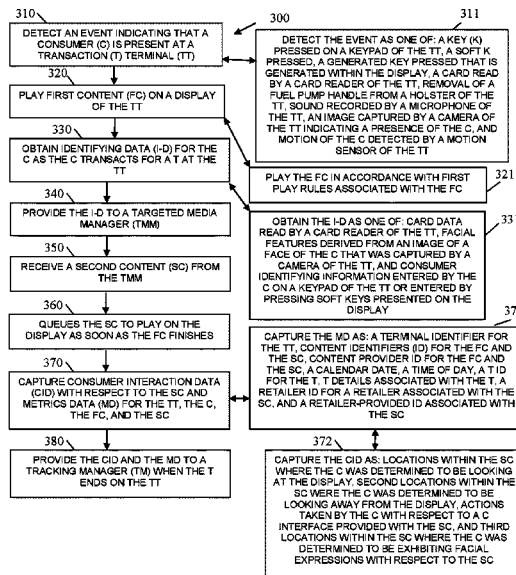 310
300
311
DETECT AN EVENT INDICATING THAT A
CONSUMER (C) IS PRESENT AT A
TRANSACTION (T) TERMINAL (TT)
DETECT THE EVENT AS ONE OF: A KEY (K)
PRESSED ON A KEYPAD OF THE TT, A SOFT K
PRESSED, A GENERATED KEY PRESSED THAT IS
GENERATED WITHIN THE DISPLAY, A CARD READ
BY A CARD READER OF THE TT, REMOVAL OF A
FUEL PUMP HANDLE FROM A HOLSTER OF THE
TT, SOUND RECORDED BY A MICROPHONE OF
THE TT, AN IMAGE CAPTURED BY A CAMERA OF
THE TT INDICATING A PRESENCE OF THE C, AND
MOTION OF THE C DETECTED BY A MOTION
SENSOR OF THE TT
320
PLAY FIRST CONTENT (FC) ON A DISPLAY
OF THE TT
321
PLAY THE FC IN ACCORDANCE WITH FIRST
PLAY RULES ASSOCIATED WITH THE FC
330
OBTAIN IDENTIFYING DATA (I-D) FOR THE
C AS THE C TRANSACTS FOR A T AT THE
TT
331
OBTAIN THE I-D AS ONE OF: CARD DATA
READ BY A CARD READER OF THE TT, FACIAL
FEATURES DERIVED FROM AN IMAGE OF A
FACE OF THE C THAT WAS CAPTURED BY A
CAMERA OF THE TT, AND CONSUMER
IDENTIFYING INFORMATION ENTERED BY THE
C ON A KEYPAD OF THE TT OR ENTERED BY
PRESSING SOFT KEYS PRESENTED ON THE
DISPLAY
340
PROVIDE THE I-D TO A TARGETED MEDIA
MANAGER (TMM)
350
RECEIVE A SECOND CONTENT (SC) FROM
THE TMM
360
QUEUES THE SC TO PLAY ON THE
DISPLAY AS SOON AS THE FC FINISHES
370
CAPTURE CONSUMER INTERACTION DATA
(CID) WITH RESPECT TO THE SC AND
METRICS DATA (MD) FOR THE TT, THE C,
THE FC, AND THE SC
CAPTURE THE MD AS: A TERMINAL IDENTIFIER
FOR THE TT, CONTENT IDENTIFIERS (ID) FOR THE FC AND
THE SC, CONTENT PROVIDER ID FOR THE FC AND
THE SC, A CALENDAR DATE, A TIME OF DAY, A T ID
FOR THE T, T DETAILS ASSOCIATED WITH THE T, A
RETAILER ID FOR A RETAILER ASSOCIATED WITH THE
SC, AND A RETAILER-PROVIDED ID ASSOCIATED WITH
THE SC
380
PROVIDE THE CID AND THE MD TO A
TRACKING MANAGER (TM) WHEN THE T
ENDS ON THE TT
372
CAPTURE THE CID AS: LOCATIONS WITHIN THE SC
WHERE THE C WAS DETERMINED TO BE LOOKING
AT THE DISPLAY, SECOND LOCATIONS WITHIN THE
SC WERE THE C WAS DETERMINED TO BE
LOOKING AWAY FROM THE DISPLAY, ACTIONS
TAKEN BY THE C WITH RESPECT TO A C
INTERFACE PROVIDED WITH THE SC, AND THIRD
LOCATIONS WITHIN THE SC WHERE THE C WAS
DETERMINED TO BE EXHIBITING FACIAL
EXPRESSIONS WITH RESPECT TO THE SC